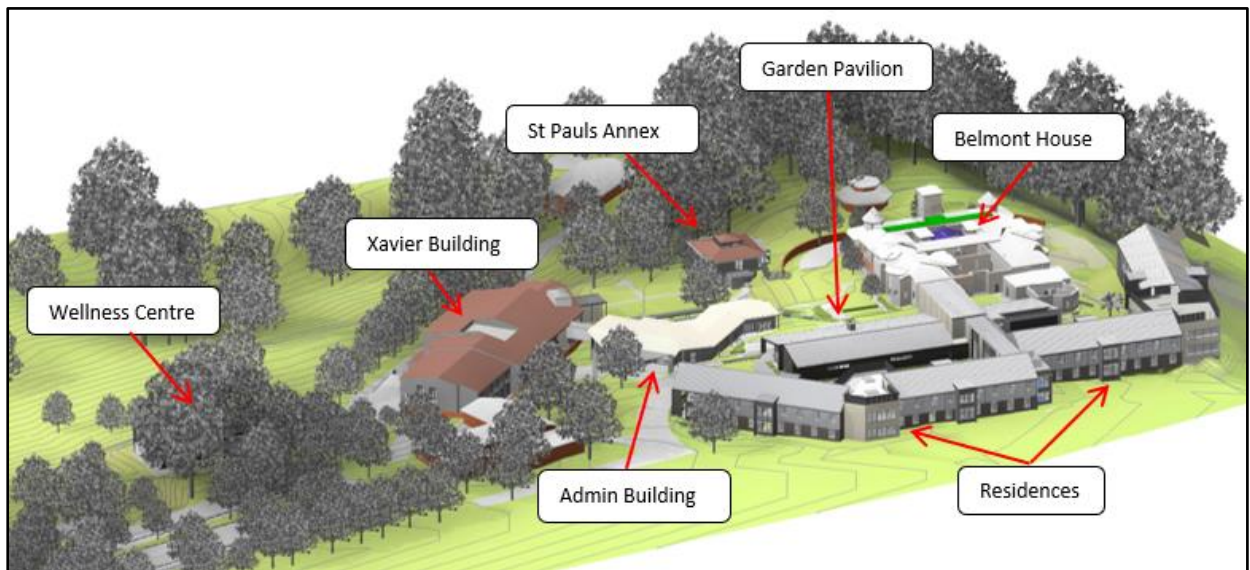 Garden Pavilion
St Pauls Annex
Belmont House
Xavier Building
Wellness Centre
Admin Building
Residences